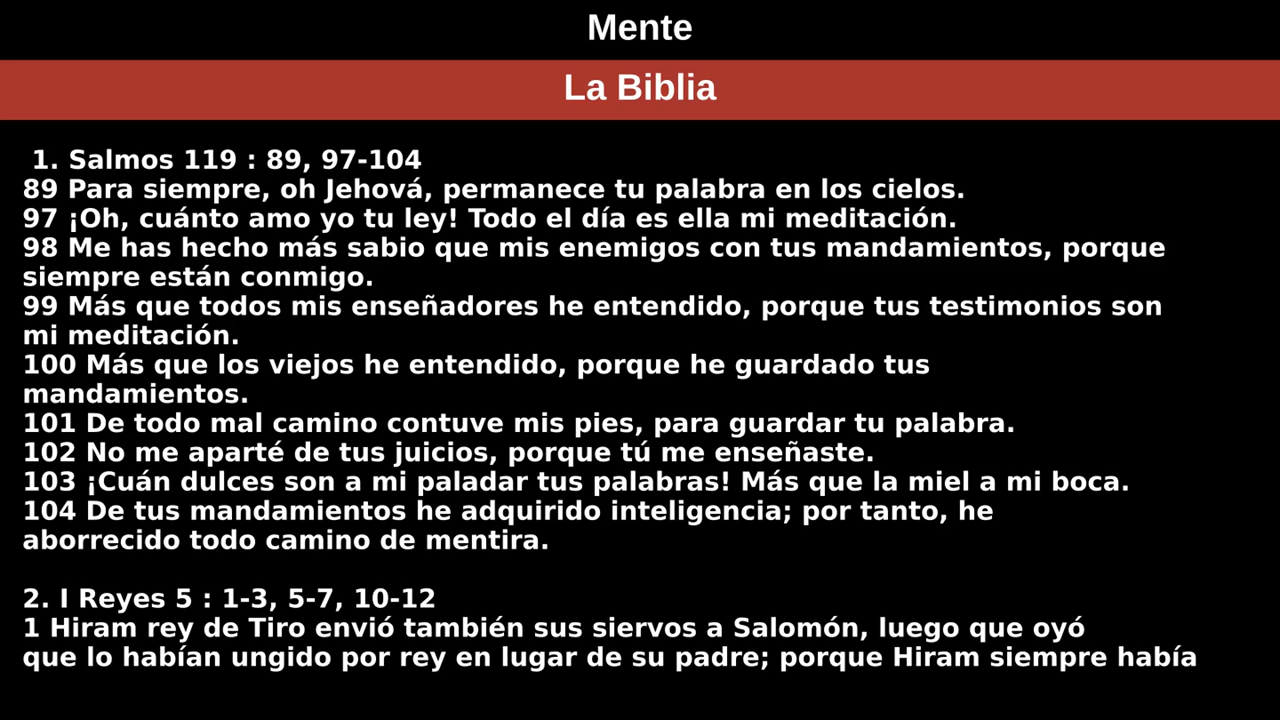 Mente
La Biblia
1. Salmos 119 : 89, 97-104
89 Para siempre, oh Jehová, permanece tu palabra en los cielos.
97 ¡Oh, cuánto amo yo tu ley! Todo el día es ella mi meditación.
98 Me has hecho más sabio que mis enemigos con tus mandamientos, porque
siempre están conmigo.
99 Más que todos mis enseñadores he entendido, porque tus testimonios son
mi meditación.
100 Más que los viejos he entendido, porque he guardado tus
mandamientos.
101 De todo mal camino contuve mis pies, para guardar tu palabra.
102 No me aparté de tus juicios, porque tú me enseñaste.
103 ¡Cuán dulces son a mi paladar tus palabras! Más que la miel a mi boca.
104 De tus mandamientos he adquirido inteligencia; por tanto, he
aborrecido todo camino de mentira.
2. I Reyes 5 : 1-3, 5-7, 10-12
1 Hiram rey de Tiro envió también sus siervos a Salomón, luego que oyó
que lo habían ungido por rey en lugar de su padre; porque Hiram siempre había